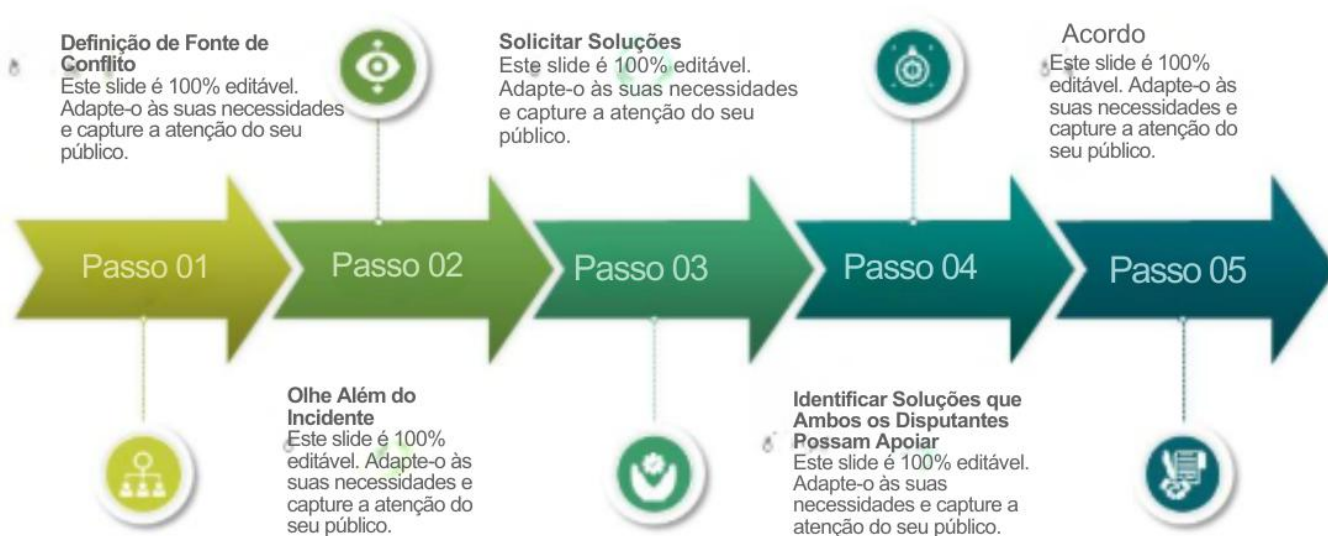 Definição de Fonte de
Conflito
Este slide é 100% editável.
Adapte-o às suas necessidades
e capture a atenção do seu
público.
Solicitar Soluções
Este slide é 100% editável.
Adapte-o às suas necessidades
e capture a atenção do seu
público.
Acordo
Este slide é 100%
editável. Adapte-o às
suas necessidades e
capture a atenção do
seu público.
Passo 01
Passo 02
Passo 03
Passo 04
Passo 05
Olhe Além do
Incidente
Este slide é 100%
editável. Adapte-o às
suas necessidades e
capture a atenção do
seu público.
Identificar Soluções que
Ambos os Disputantes
Possam Apoiar
Este slide é 100% editável.
Adapte-o às suas
necessidades e capture a
atenção do seu público.